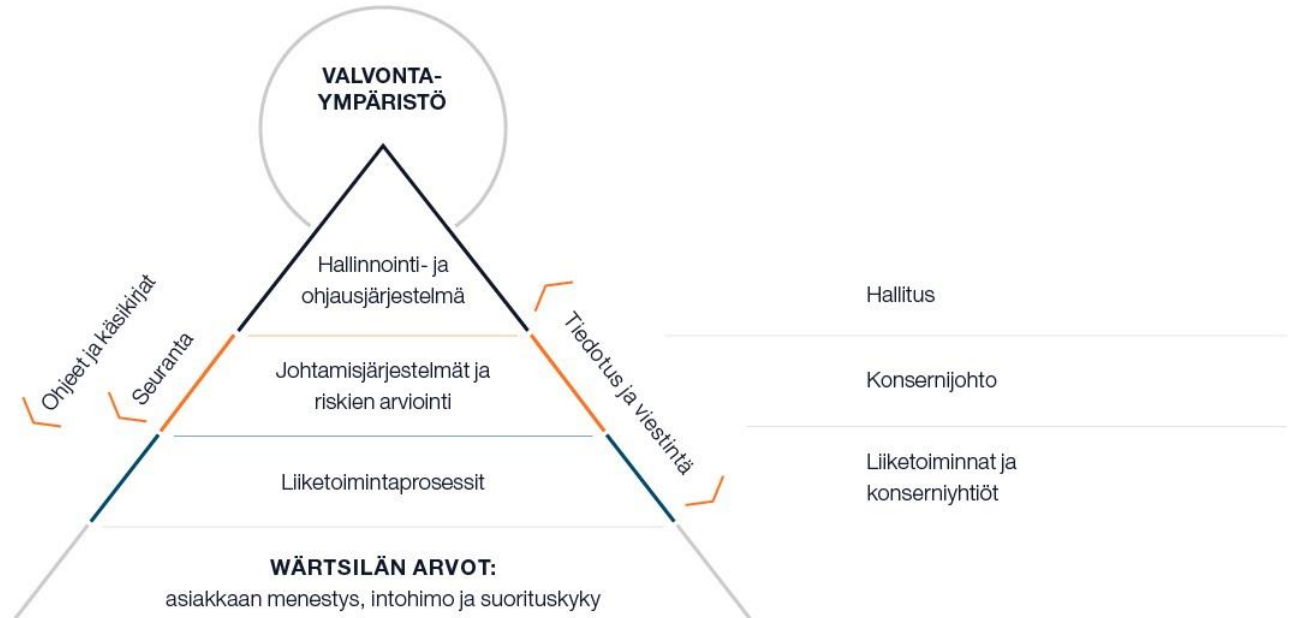 VALVONTA-
YMPÄRISTÖ
Hallinnointi- ja
ohjausjärjestelmä
Hallitus
Ohjeet ja käsikirjat
Seuranta
Johtamisjärjestelmät ja
riskien arviointi
Tiedotus ja viestintä
Konsernijohto
Liiketoimintaprosessit
Liiketoiminnat ja
konserniyhtiöt
WÄRTSILÄN ARVOT:
asiakkaan menestys, intohimo ja suorituskyky